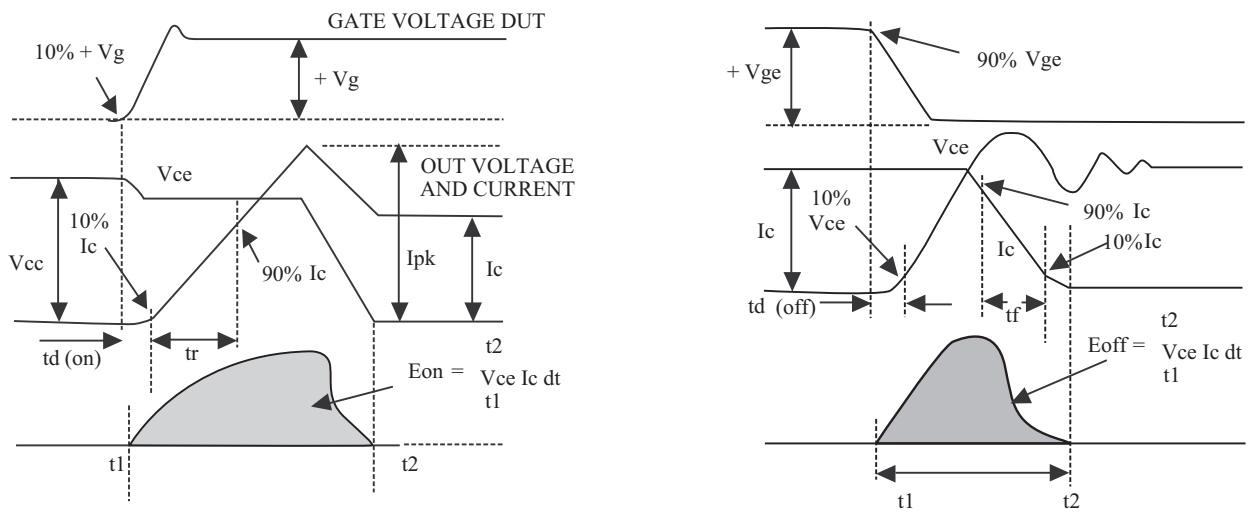 GATE VOLTAGE DUT
10% + Vg
+ Vg
Vce
OUT VOLTAGE
AND CURRENT
10%
Ic
Vcc
90% Ic
Ipk
Ic
td (on)
tr
t2
Eon =
Vce Ic dt
t1
t1
t2
90% Vge
+ Vge
Vce
10%
Vce
90% Ic
Ic
Ic
10%Ic
td (off)
tf
t2
Eoff =
Vce Ic dt
t1
t1
t2